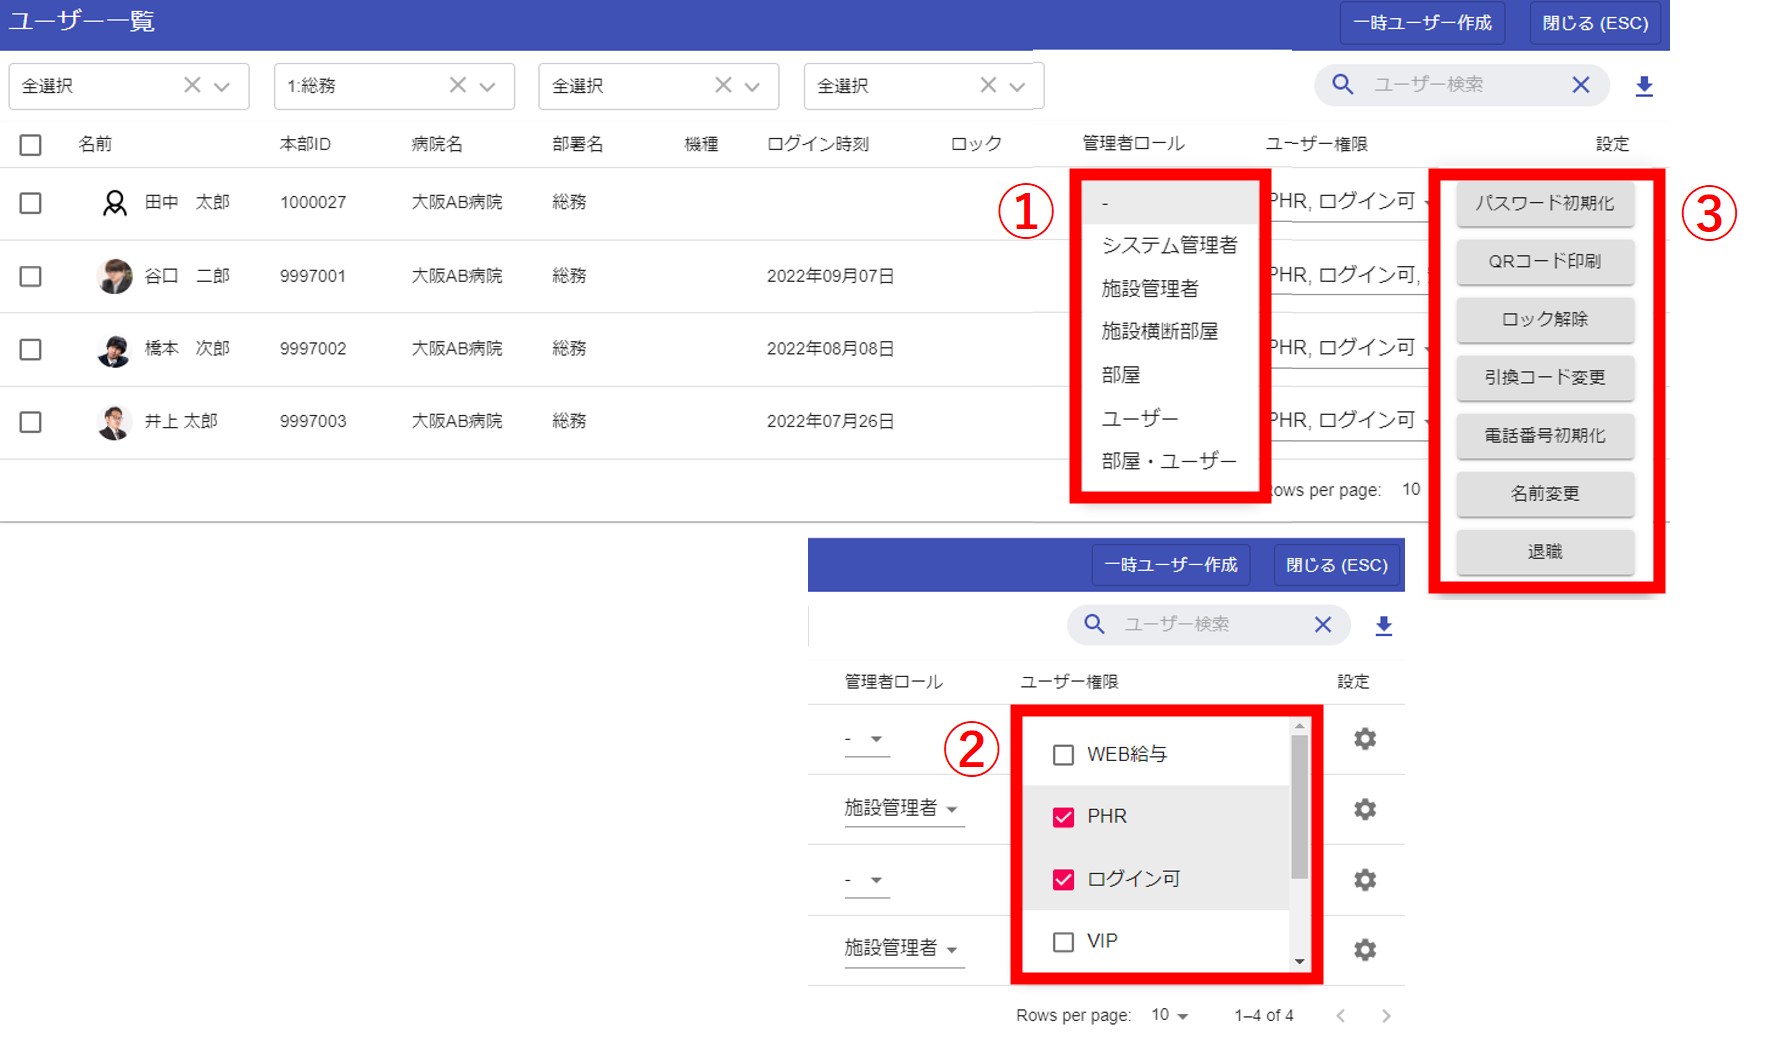 ユーザー一覧
一時ユーザー作成
閉じる (ESC)
全選択
1:総務
全選択
全選択
ユーザー検索
名前 本部ID 病院名 部署名 機種 ログイン時刻 ロック 管理者ロール ユーザー権限 設定
田中 太郎 1000027 大阪AB病院 総務 PHR, ログイン可
谷口 二郎 9997001 大阪AB病院 総務 2022年09月07日 PHR, ログイン可,
橋本 次郎 9997002 大阪AB病院 総務 2022年08月08日 PHR, ログイン可
井上 太郎 9997003 大阪AB病院 総務 2022年07月26日 PHR, ログイン可
Rows per page: 10
①
-
システム管理者
施設管理者
施設横断部屋
部屋
ユーザー
部屋・ユーザー
③
パスワード初期化
QRコード印刷
ロック解除
引換コード変更
電話番号初期化
名前変更
退職
一時ユーザー作成
閉じる (ESC)
ユーザー検索
管理者ロール ユーザー権限 設定
-
施設管理者
-
施設管理者
②
WEB給与
PHR
ログイン可
VIP
Rows per page: 10 1–4 of 4